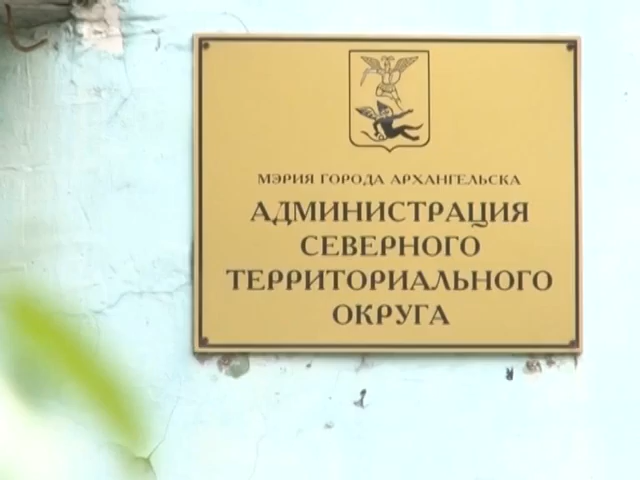 МЭРИЯ ГОРОДА АРХАНГЕЛЬСКА
АДМИНИСТРАЦИЯ
СЕВЕРНОГО
ТЕРРИТОРИАЛЬНОГО
ОКРУГА